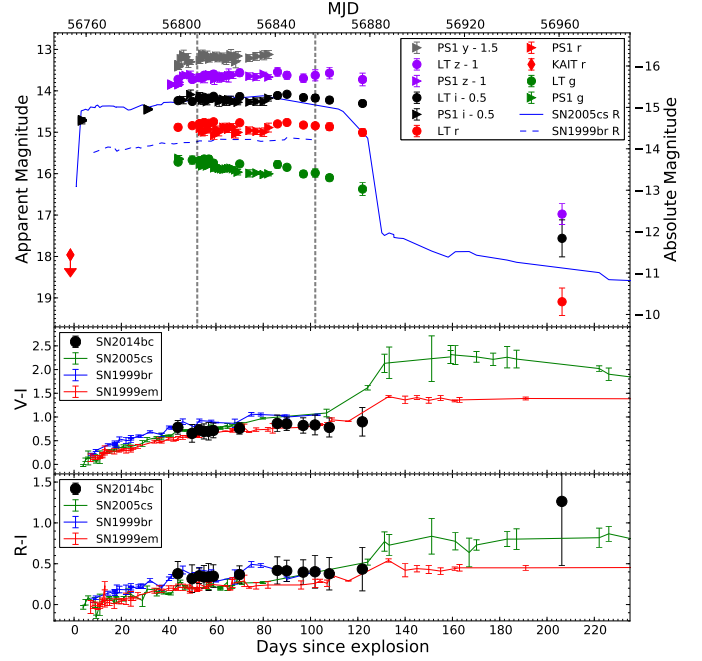 MJD
56760 56800 56840 56880 56920 56960
Apparent Magnitude
13
14
15
16
17
18
19
−16
−15
−14
−13
−12
−11
−10
Absolute Magnitude
PS1 y - 1.5
LT z - 1
PS1 z - 1
LT i - 0.5
PS1 i - 0.5
LT r
PS1 r
KAIT r
LT g
PS1 g
SN2005cs R
SN1999br R
V-I
2.5
2.0
1.5
1.0
0.5
0.0
SN2014bc
SN2005cs
SN1999br
SN1999em
R-I
1.5
1.0
0.5
0.0
SN2014bc
SN2005cs
SN1999br
SN1999em
0 20 40 60 80 100 120 140 160 180 200 220
Days since explosion